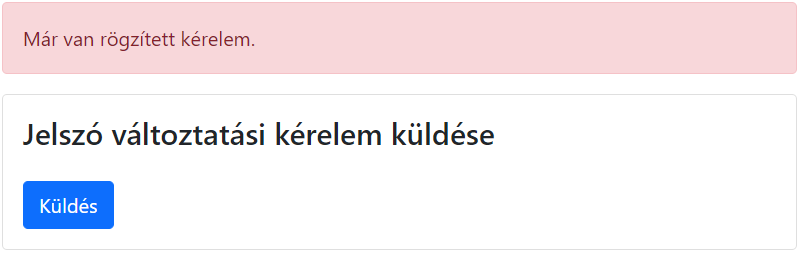 Már van rögzített kérelem.
Jelszó változtatási kérelem küldése
Küldés